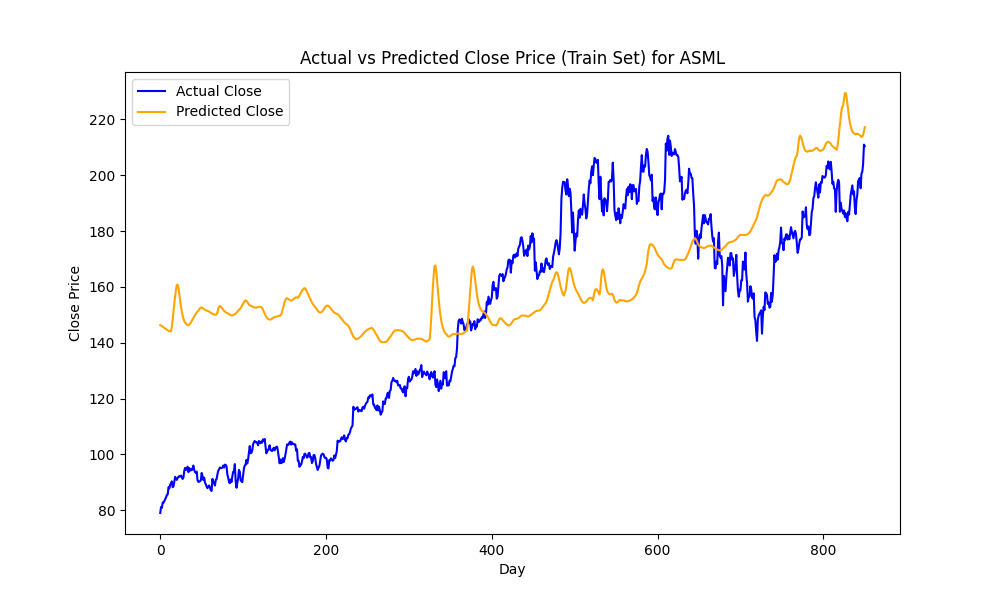 Actual vs Predicted Close Price (Train Set) for ASML
Actual Close
Predicted Close
Close Price
220
200
180
160
140
120
100
80
0 200 400 600 800
Day